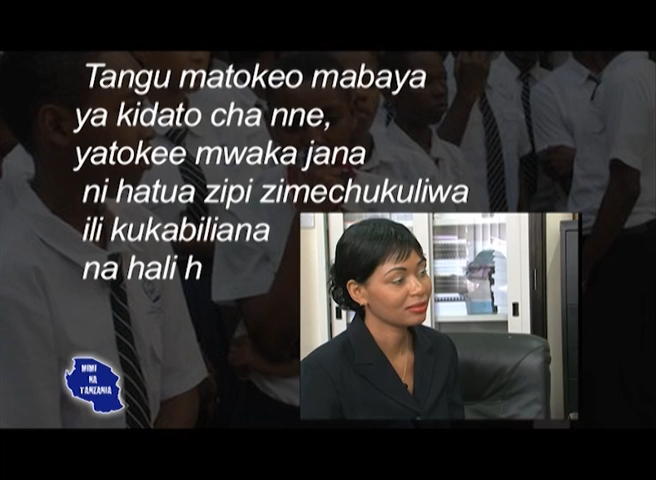 Tangu matokeo mabaya
ya kidato cha nne,
yatokee mwaka jana
ni hatua zipi zimechukuliwa
ili kukabiliana
na hali h
MIMI
NA
TANZANIA